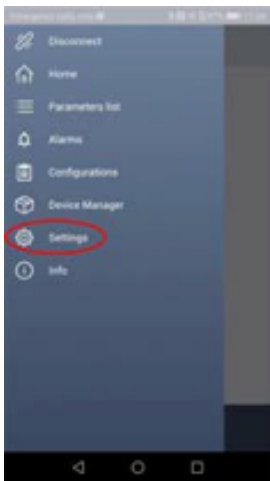 Disconnect
Home
Parameters list
Alarms
Configurations
Device Manager
Settings
Info